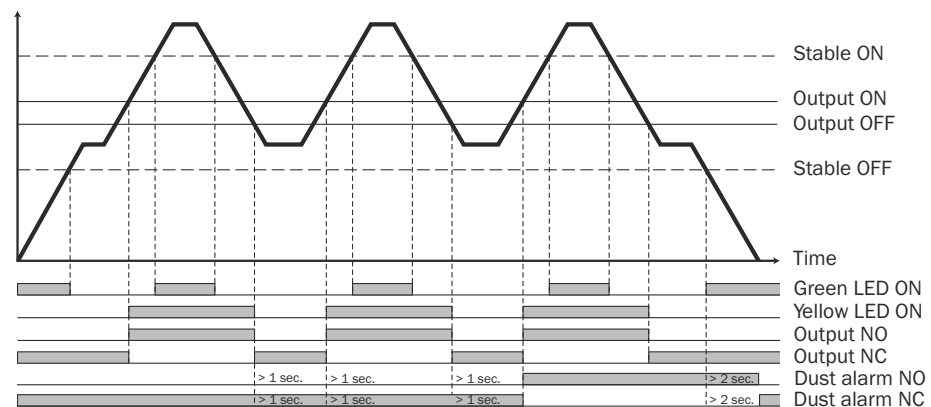 Stable ON
Output ON
Output OFF
Stable OFF
Time
Green LED ON
Yellow LED ON
Output NO
Output NC
> 1 sec. > 1 sec. > 1 sec. > 2 sec. Dust alarm NO
> 1 sec. > 1 sec. > 1 sec. > 2 sec. Dust alarm NC